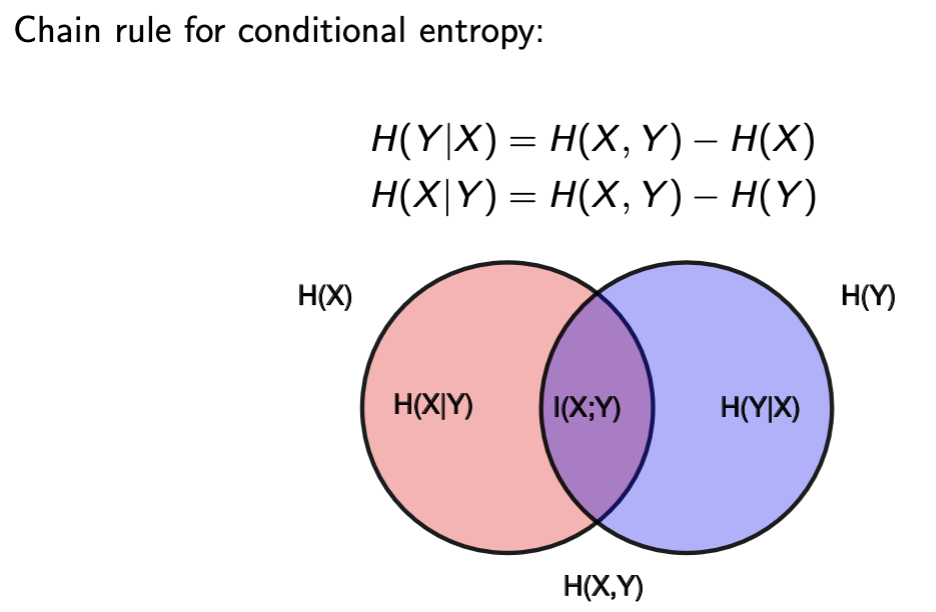 Chain rule for conditional entropy:
H(Y|X) = H(X, Y) − H(X)
H(X|Y) = H(X, Y) − H(Y)
H(X)
H(Y)
H(X|Y)
I(X;Y)
H(Y|X)
H(X,Y)